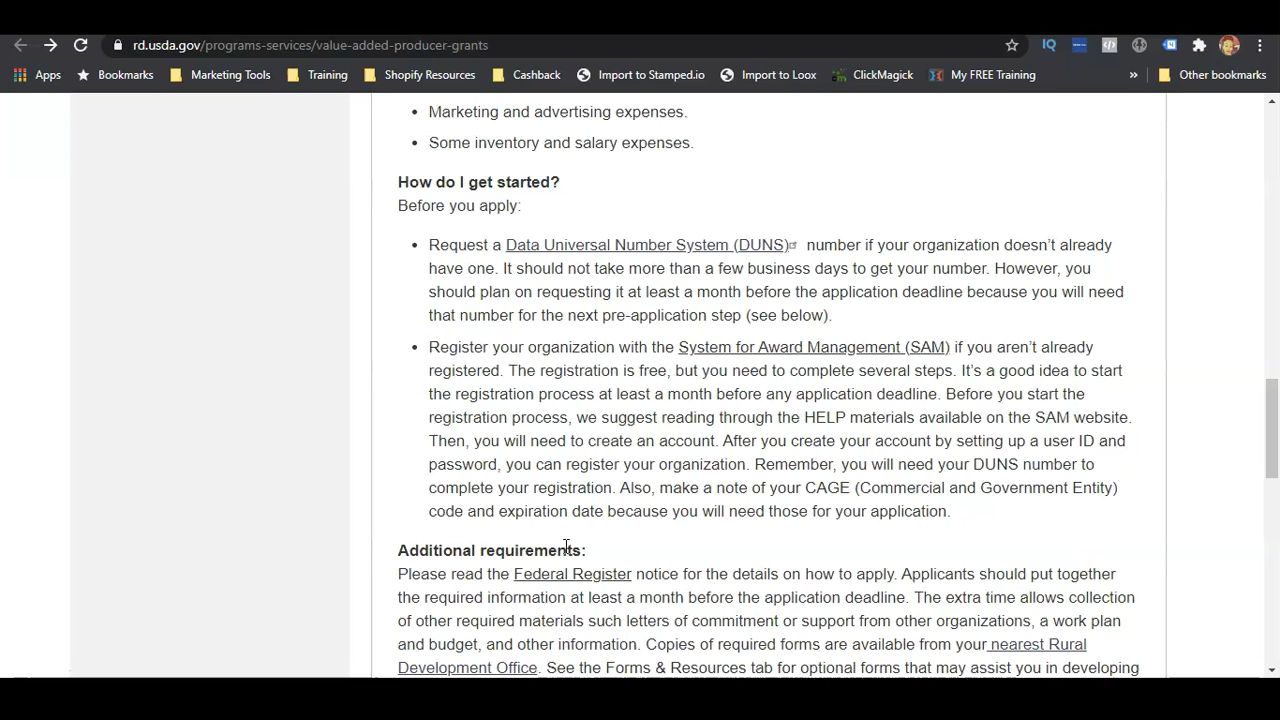 rd.usda.gov/programs-services/value-added-producer-grants
Apps Bookmarks Marketing Tools Training Shopify Resources Cashback Import to Stamped.io Import to Loox ClickMagick My FREE Training » Other bookmarks
• Marketing and advertising expenses.
• Some inventory and salary expenses.
How do I get started?
Before you apply:
• Request a Data Universal Number System (DUNS) number if your organization doesn’t already
have one. It should not take more than a few business days to get your number. However, you
should plan on requesting it at least a month before the application deadline because you will need
that number for the next pre-application step (see below).
• Register your organization with the System for Award Management (SAM) if you aren’t already
registered. The registration is free, but you need to complete several steps. It’s a good idea to start
the registration process at least a month before any application deadline. Before you start the
registration process, we suggest reading through the HELP materials available on the SAM website.
Then, you will need to create an account. After you create your account by setting up a user ID and
password, you can register your organization. Remember, you will need your DUNS number to
complete your registration. Also, make a note of your CAGE (Commercial and Government Entity)
code and expiration date because you will need those for your application.
Additional requirements:
Please read the Federal Register notice for the details on how to apply. Applicants should put together
the required information at least a month before the application deadline. The extra time allows collection
of other required materials such letters of commitment or support from other organizations, a work plan
and budget, and other information. Copies of required forms are available from your nearest Rural
Development Office. See the Forms & Resources tab for optional forms that may assist you in developing